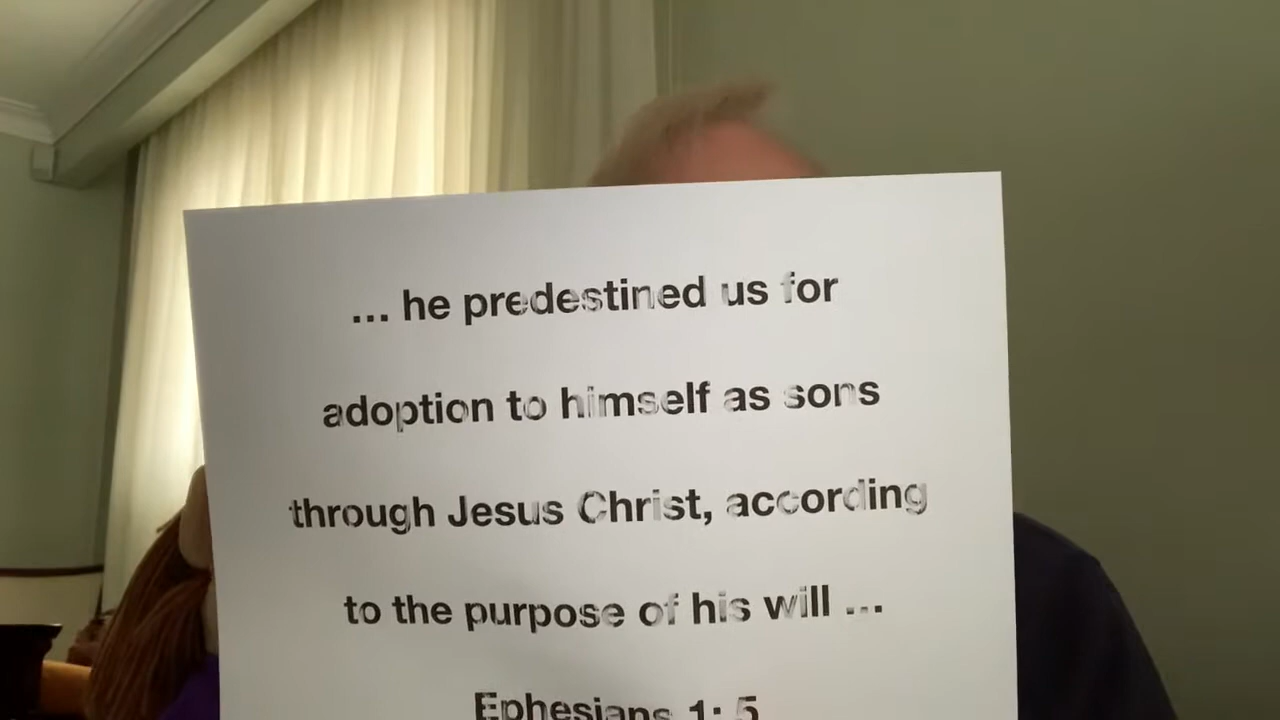 ... he predestined us for
adoption to himself as sons
through Jesus Christ, according
to the purpose of his will ...
Ephesians 1: 5